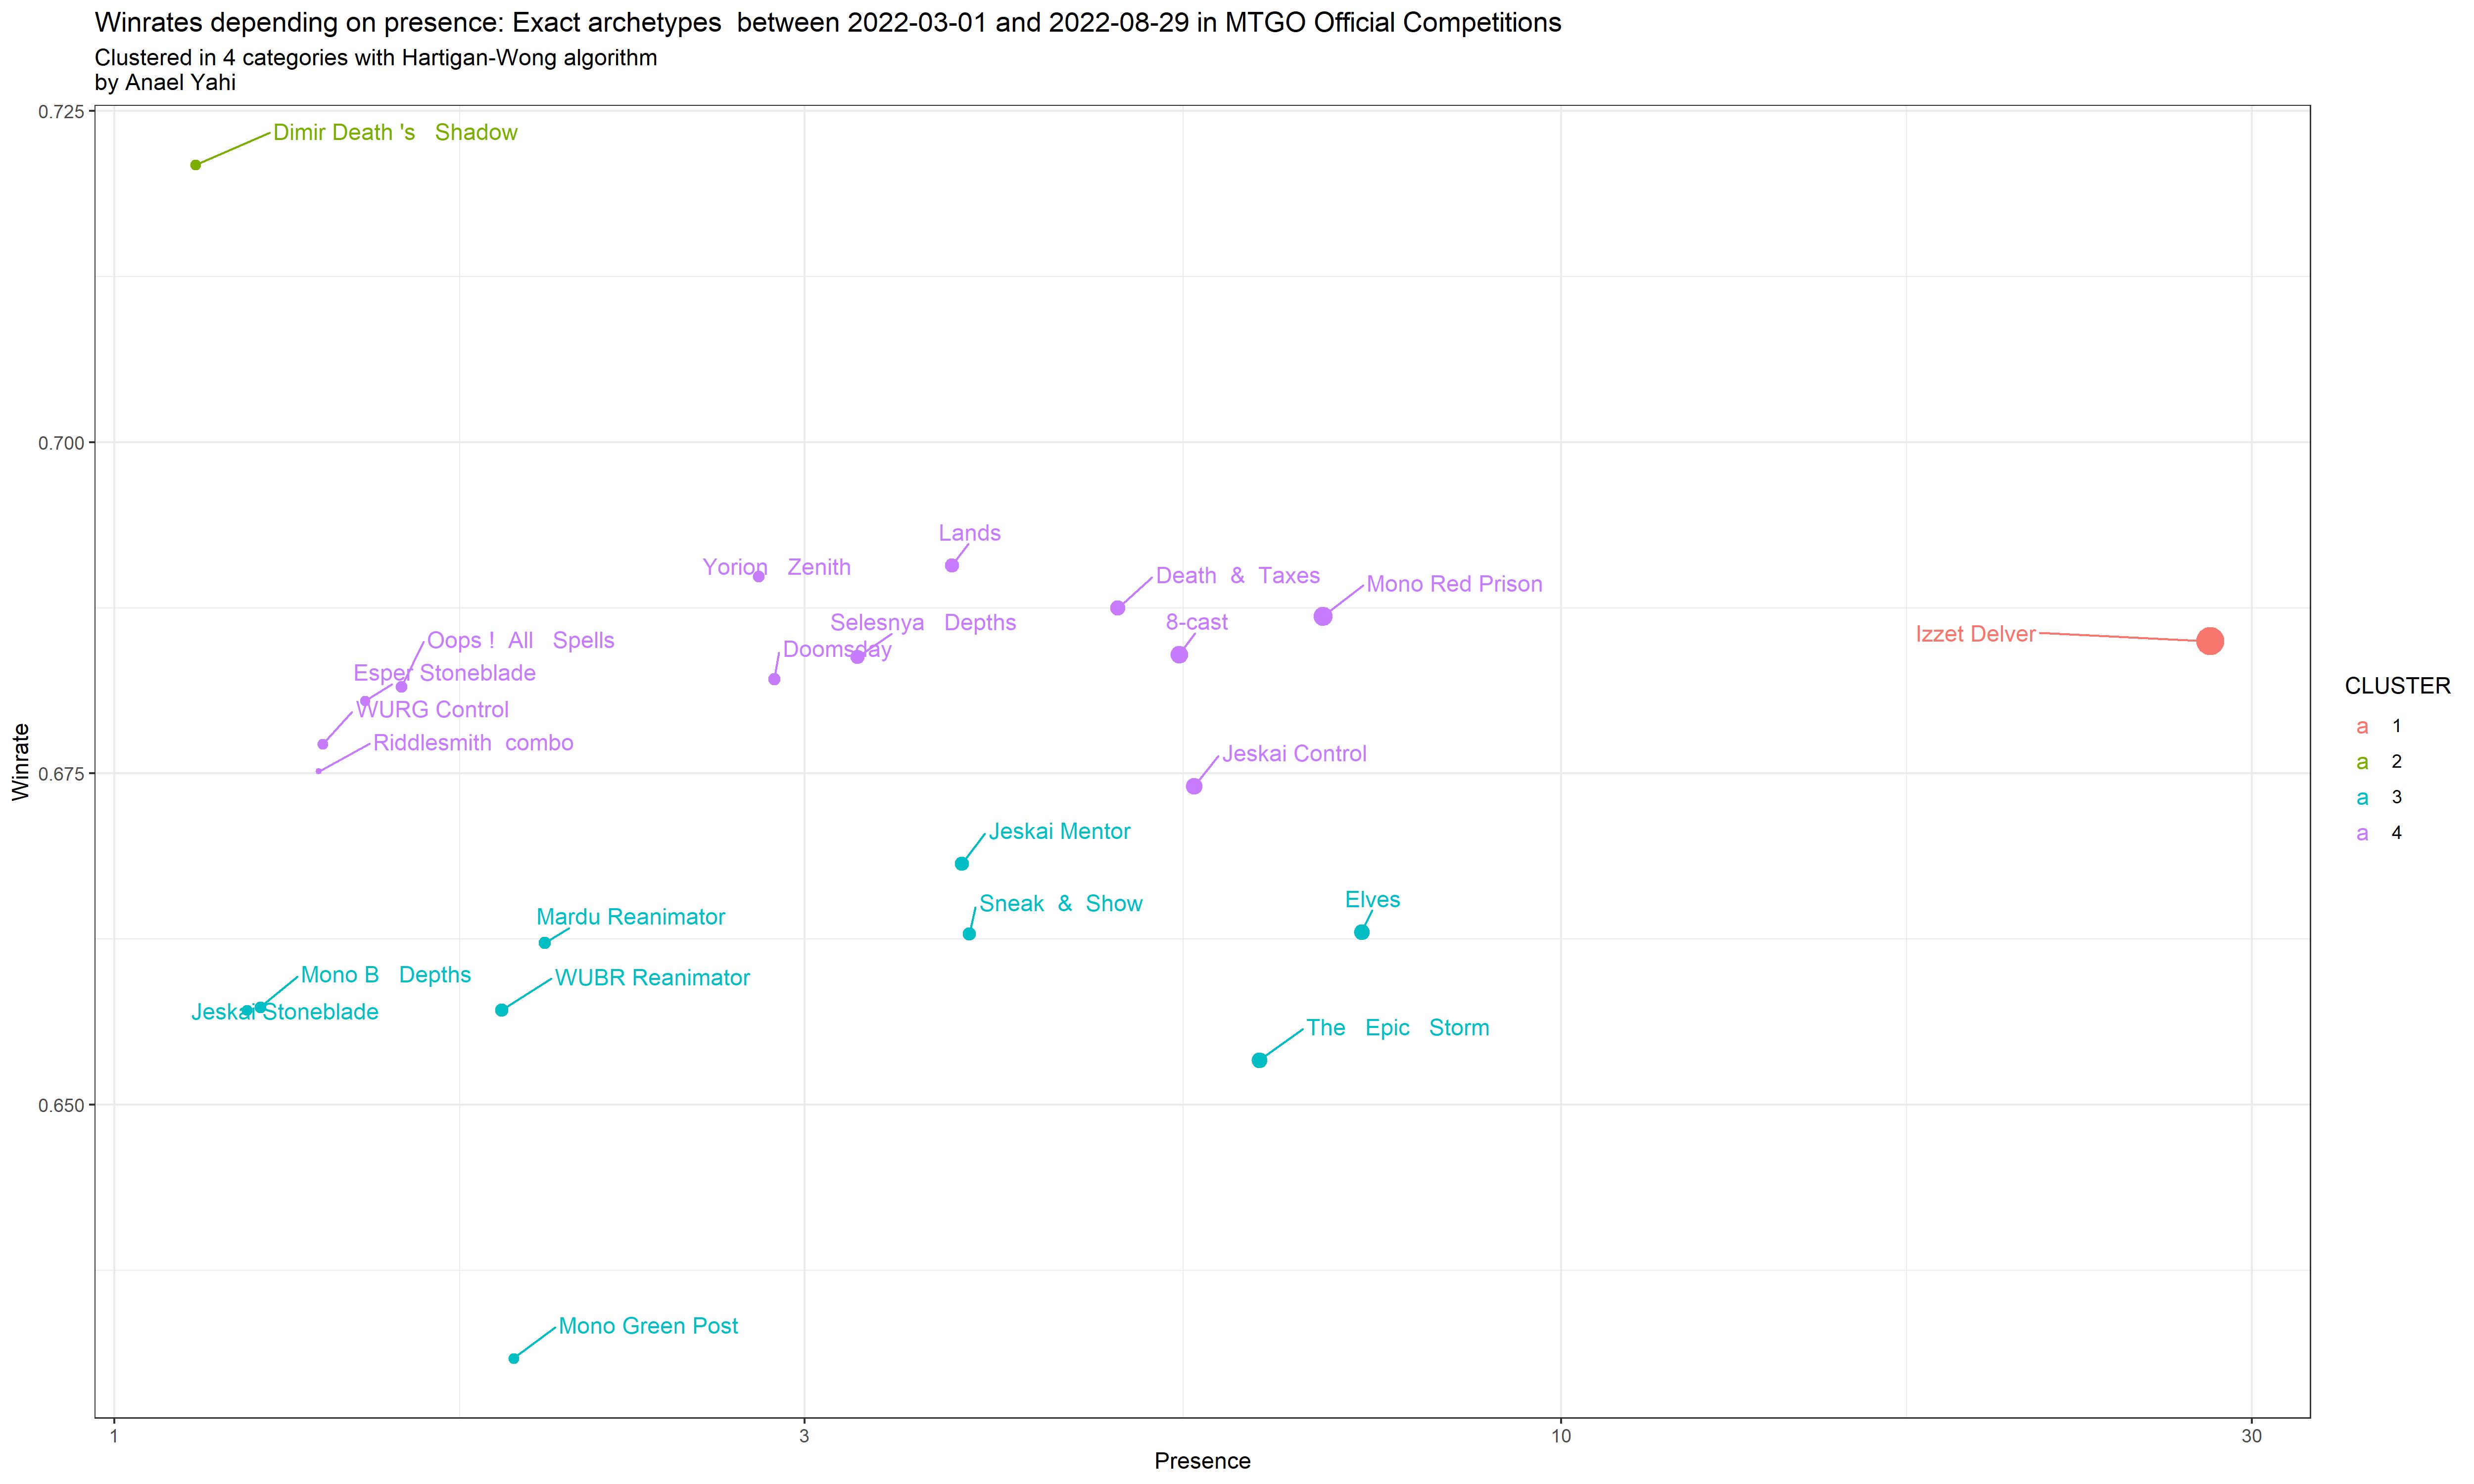 Winrates depending on presence: Exact archetypes  between 2022-03-01 and 2022-08-29 in MTGO Official Competitions
Clustered in 4 categories with Hartigan-Wong algorithm
by Anael Yahi
0.725
Dimir Death 's   Shadow
0.700
Lands
Yorion   Zenith
Death  &  Taxes
Mono Red Prison
Selesnya   Depths
8-cast
Izzet Delver
Oops !  All   Spells
Doomsday
Esper Stoneblade
WURG Control
Riddlesmith  combo
Jeskai Control
0.675
Winrate
Jeskai Mentor
Sneak  &  Show
Elves
Mardu Reanimator
Mono B   Depths
WUBR Reanimator
Jeskai Stoneblade
The   Epic   Storm
0.650
Mono Green Post
1
3
10
30
Presence
CLUSTER
a 1
a 2
a 3
a 4